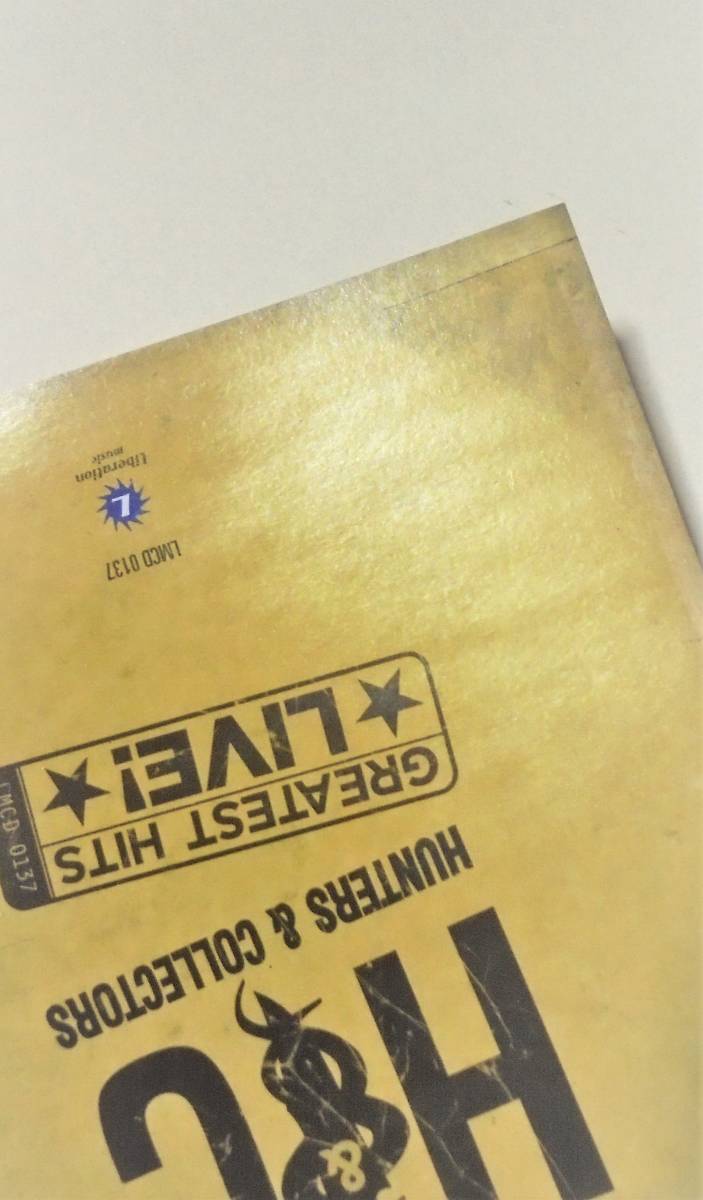 H&C
HUNTERS & COLLECTORS
GREATEST HITS
LIVE!
LMCD 0137
LMCD 0137
L
Liberation
music